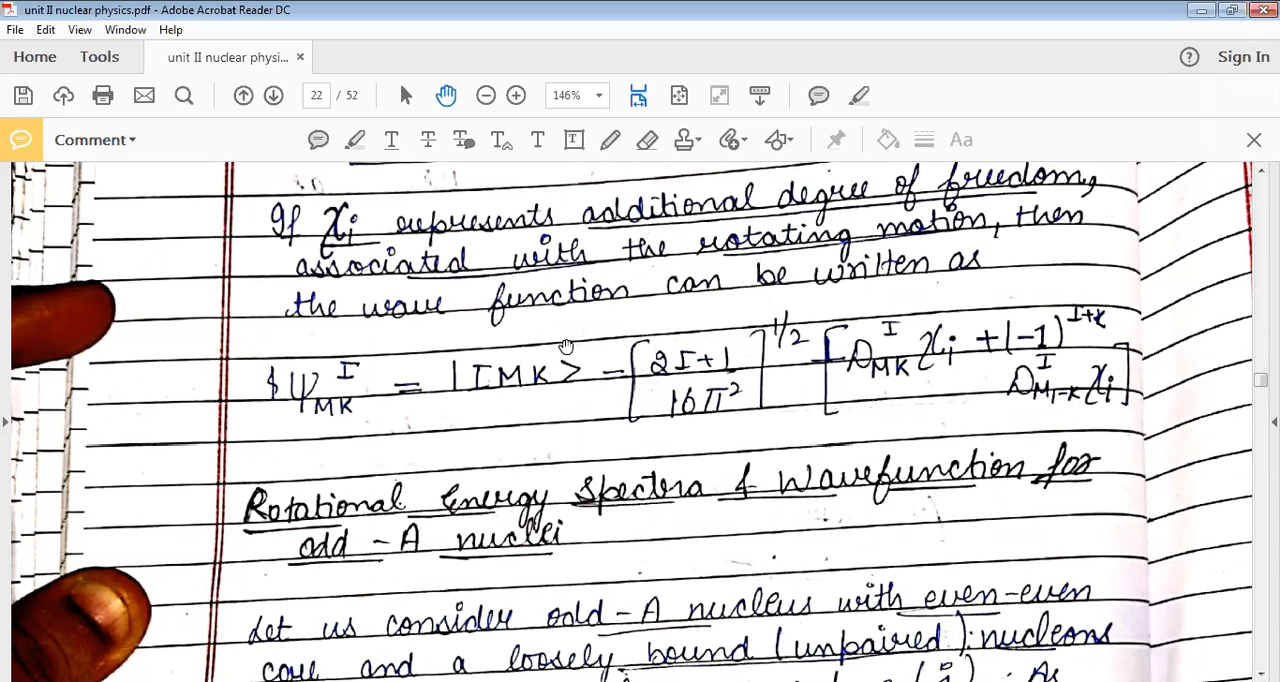 unit II nuclear physics.pdf - Adobe Acrobat Reader DC
File Edit View Window Help
Home Tools unit II nuclear physi... × Sign In
22 / 52 146%
Comment
If χi represents additional degree of freedom,
associated with the rotating motion, then
the wave function can be written as
ψ^I_MK = |IMK> = [2I+1 / 16π²]^1/2 [D^I_MK χi + (-1)^I+K
D^I_M,-K χi]
Rotational Energy Spectra & Wavefunction for
odd - A nuclei
Let us consider odd - A nucleus with even-even
core and a loosely bound (unpaired) nucleons
(j). As